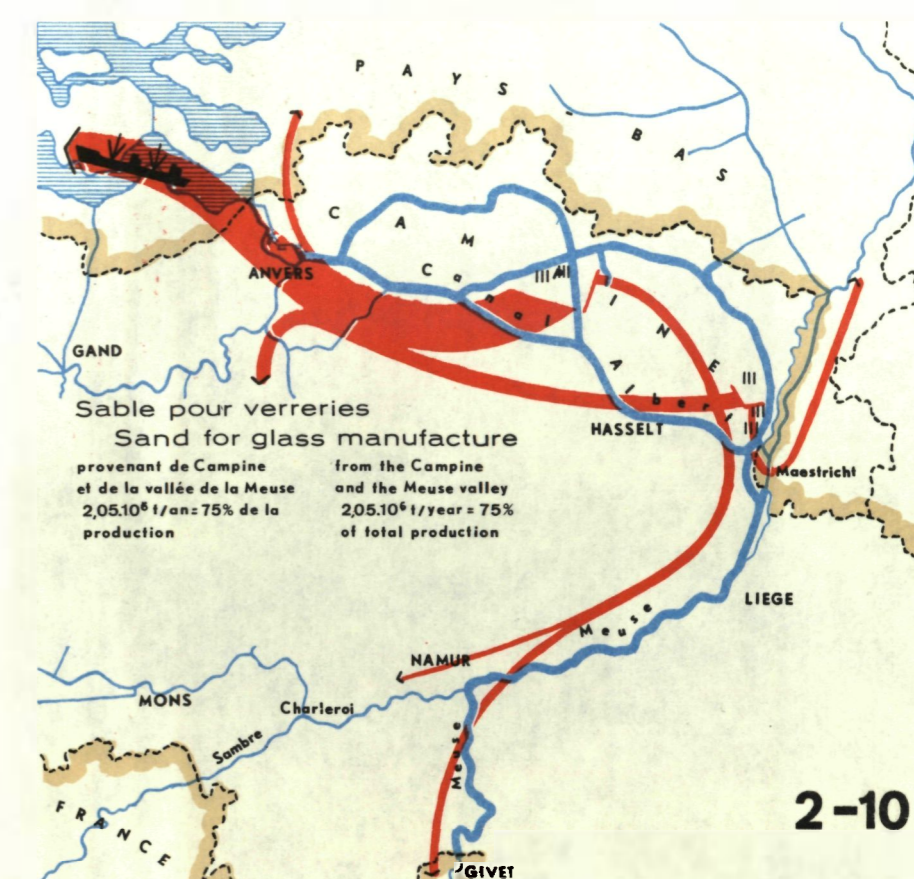 PAYS
BAS
CAMPINE
Canal Albert
ANVERS
GAND
HASSELT
Maestricht
Sable pour verreries
Sand for glass manufacture
provenant de Campine
et de la vallée de la Meuse
2,05.10⁶ t/an=75% de la
production
from the Campine
and the Meuse valley
2,05.10⁶ t/year = 75%
of total production
LIEGE
Meuse
NAMUR
MONS
Charleroi
Sambre
Meuse
FRANCE
2-10
GIVET